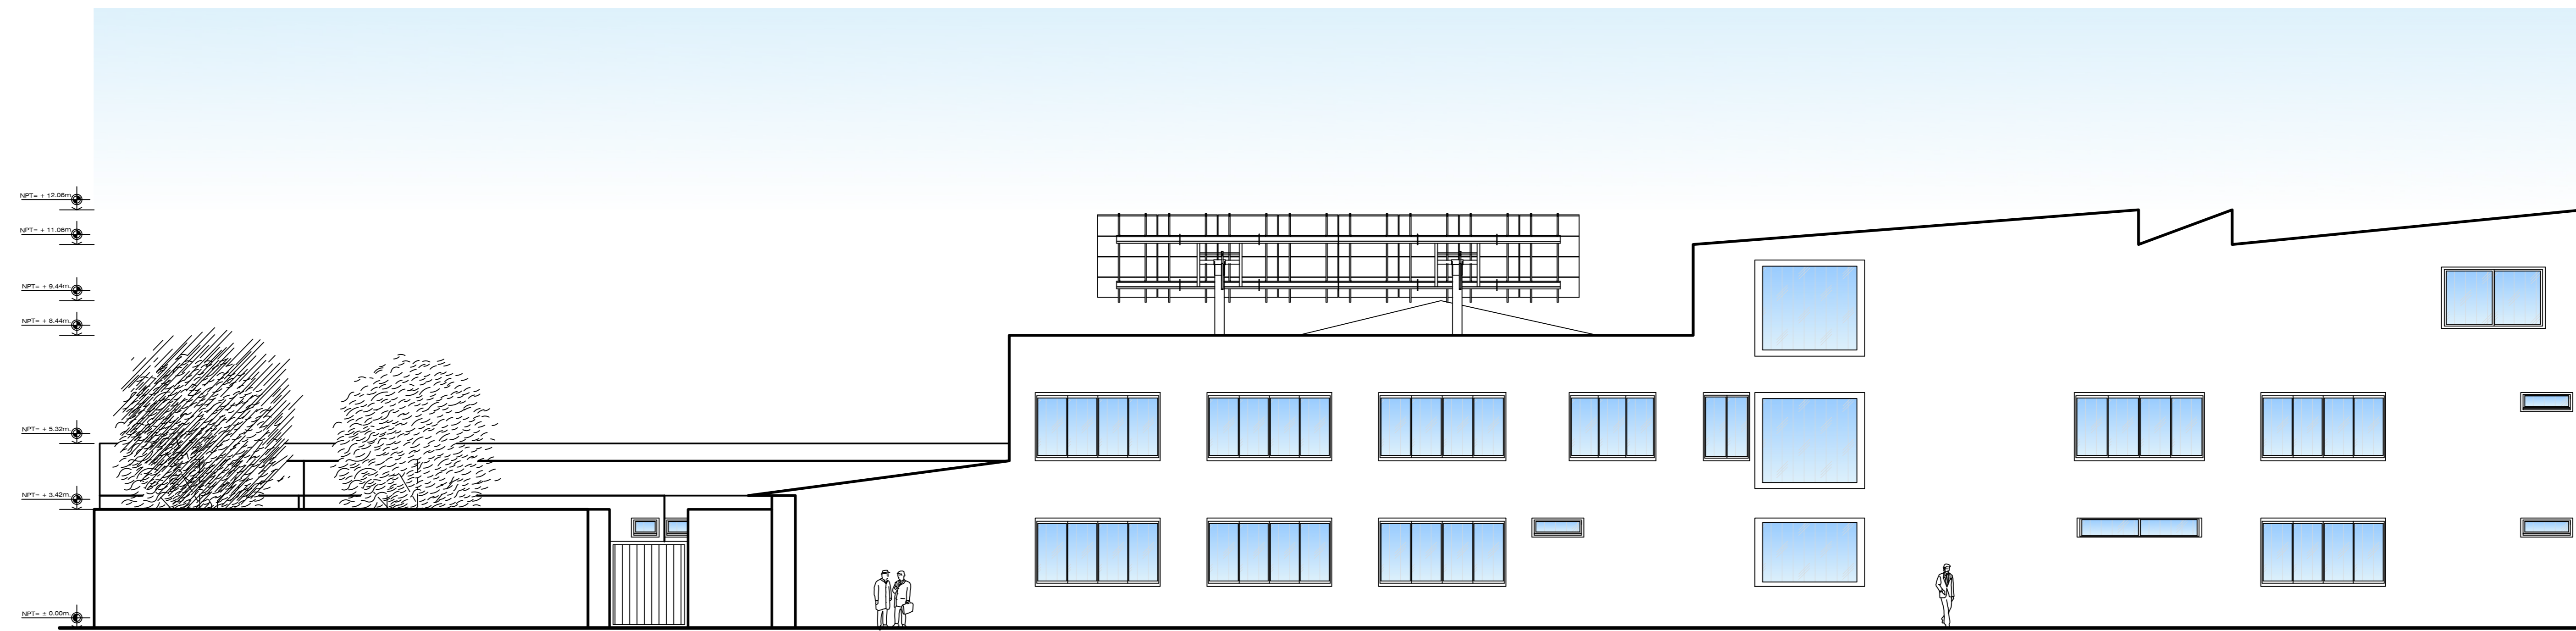 NPT= + 12.06m.
NPT= + 11.06m.
NPT= + 9.44m.
NPT= + 8.44m.
NPT= + 5.32m.
NPT= + 3.42m.
NPT= ± 0.00m.